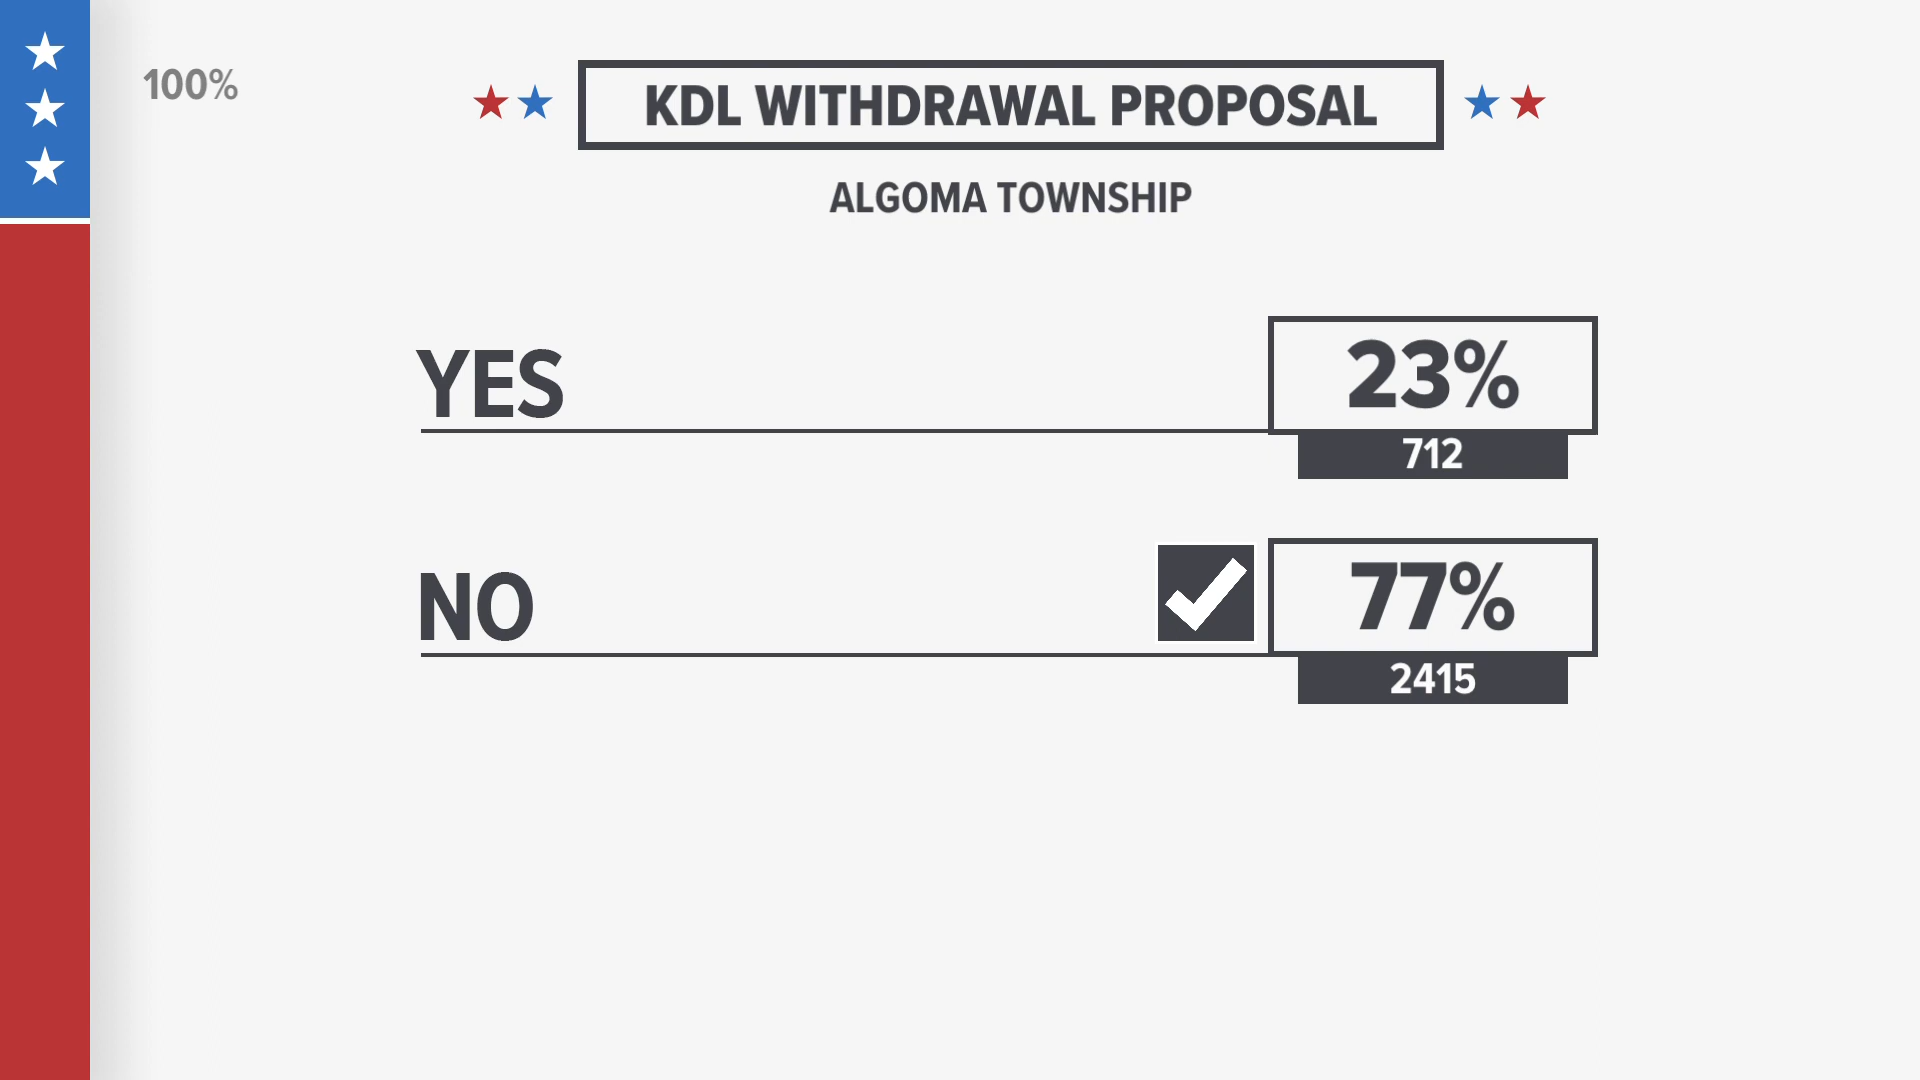 100%
KDL WITHDRAWAL PROPOSAL
ALGOMA TOWNSHIP
YES
23%
712
NO
77%
2415